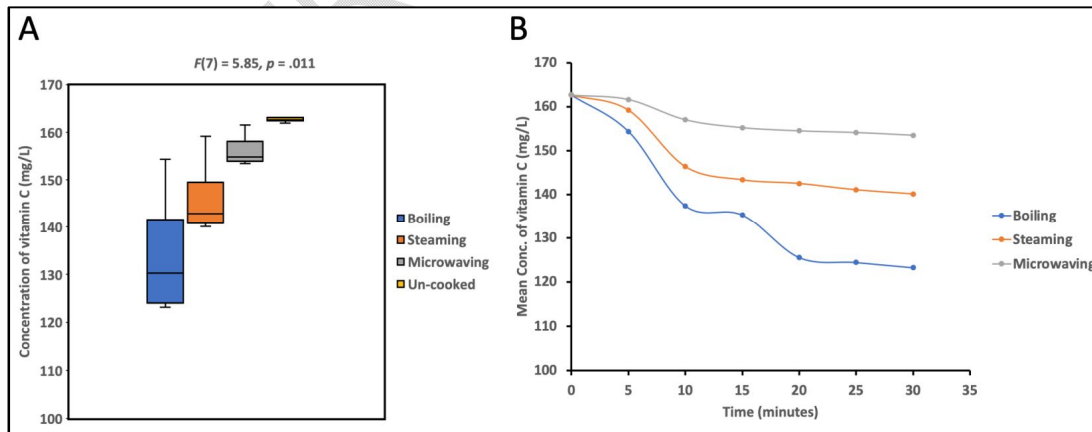 A
F(7) = 5.85, p = .011
Concentration of vitamin C (mg/L)
170
160
150
140
130
120
110
100
Boiling
Steaming
Microwaving
Un-cooked
B
Mean Conc. of vitamin C (mg/L)
170
160
150
140
130
120
110
100
0
5
10
15
20
25
30
35
Time (minutes)
Boiling
Steaming
Microwaving